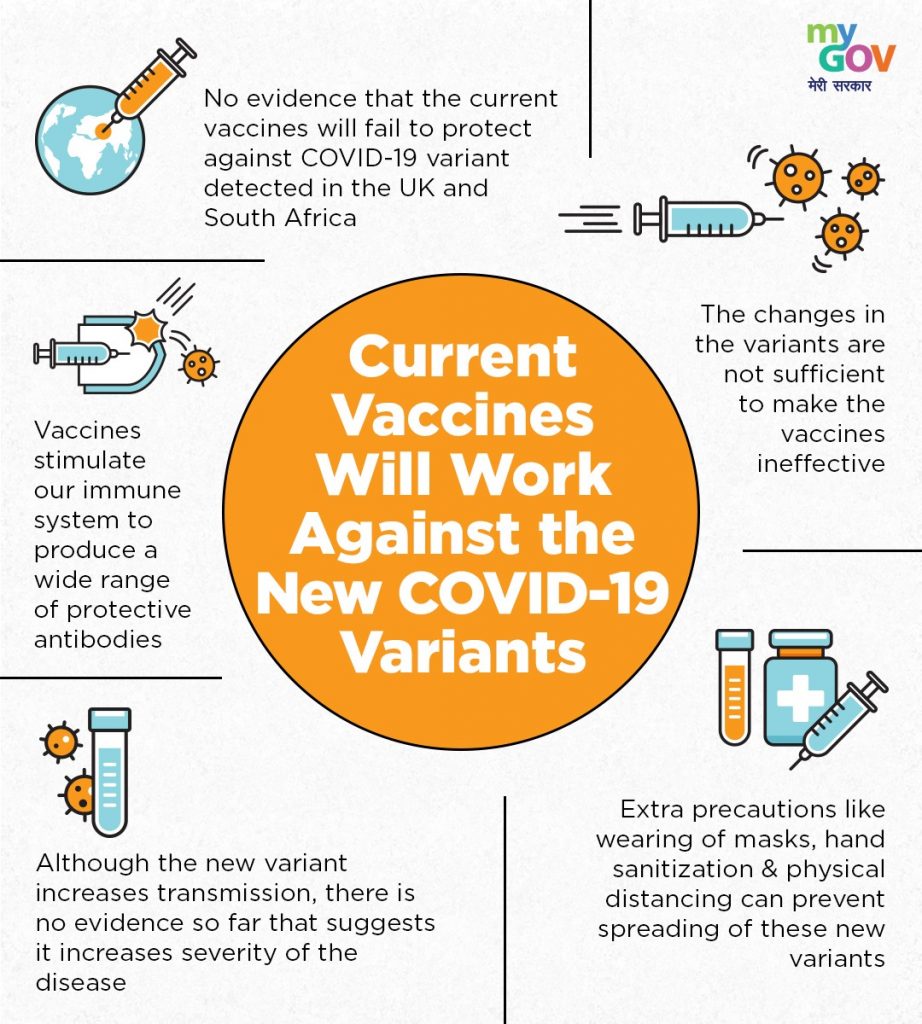 my
GOV
मेरी सरकार
No evidence that the current
vaccines will fail to protect
against COVID-19 variant
detected in the UK and
South Africa
The changes in
the variants are
not sufficient
to make the
vaccines
ineffective
Current
Vaccines
Will Work
Against the
New COVID-19
Variants
Vaccines
stimulate
our immune
system to
produce a
wide range
of protective
antibodies
Although the new variant
increases transmission, there is
no evidence so far that suggests
it increases severity of the
disease
Extra precautions like
wearing of masks, hand
sanitization & physical
distancing can prevent
spreading of these new
variants